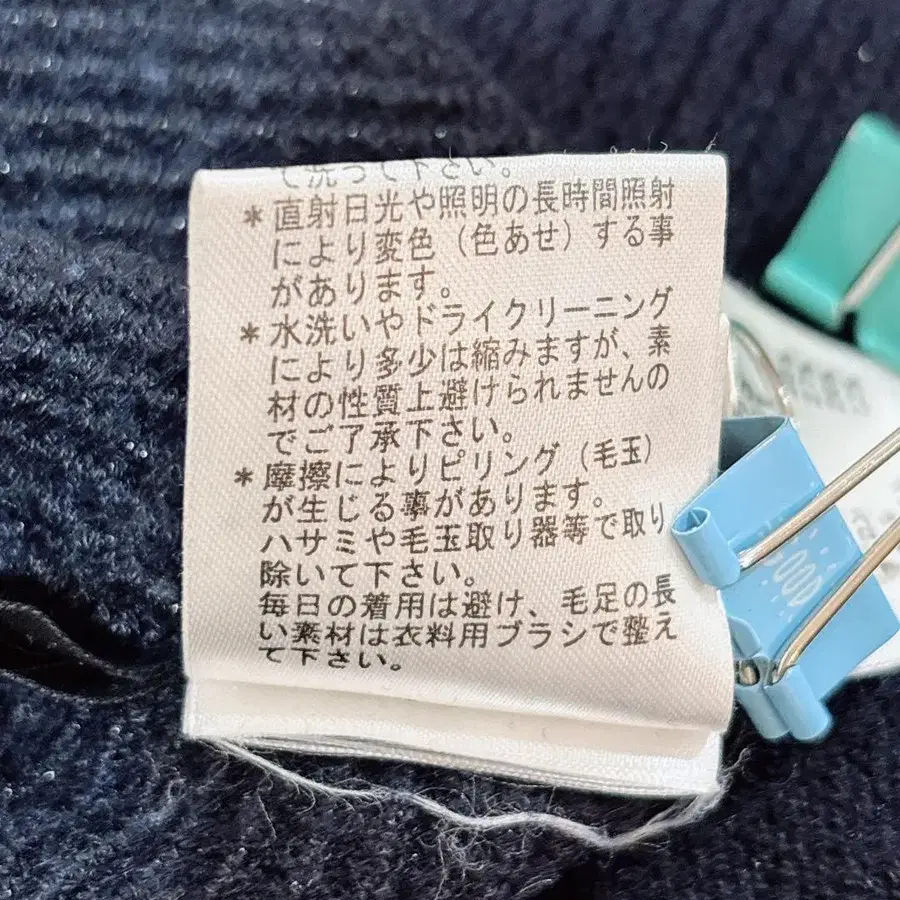 て洗って下さい。
＊直射日光や照明の長時間照射
により変色（色あせ）する事
があります。
＊水洗いやドライクリーニング
により多少は縮みますが、素
材の性質上避けられませんの
でご了承下さい。
＊摩擦によりピリング（毛玉）
が生じる事があります。
ハサミや毛玉取り器等で取り
除いて下さい。
毎日の着用は避け、毛足の長
い素材は衣料用ブラシで整え
て下さい。